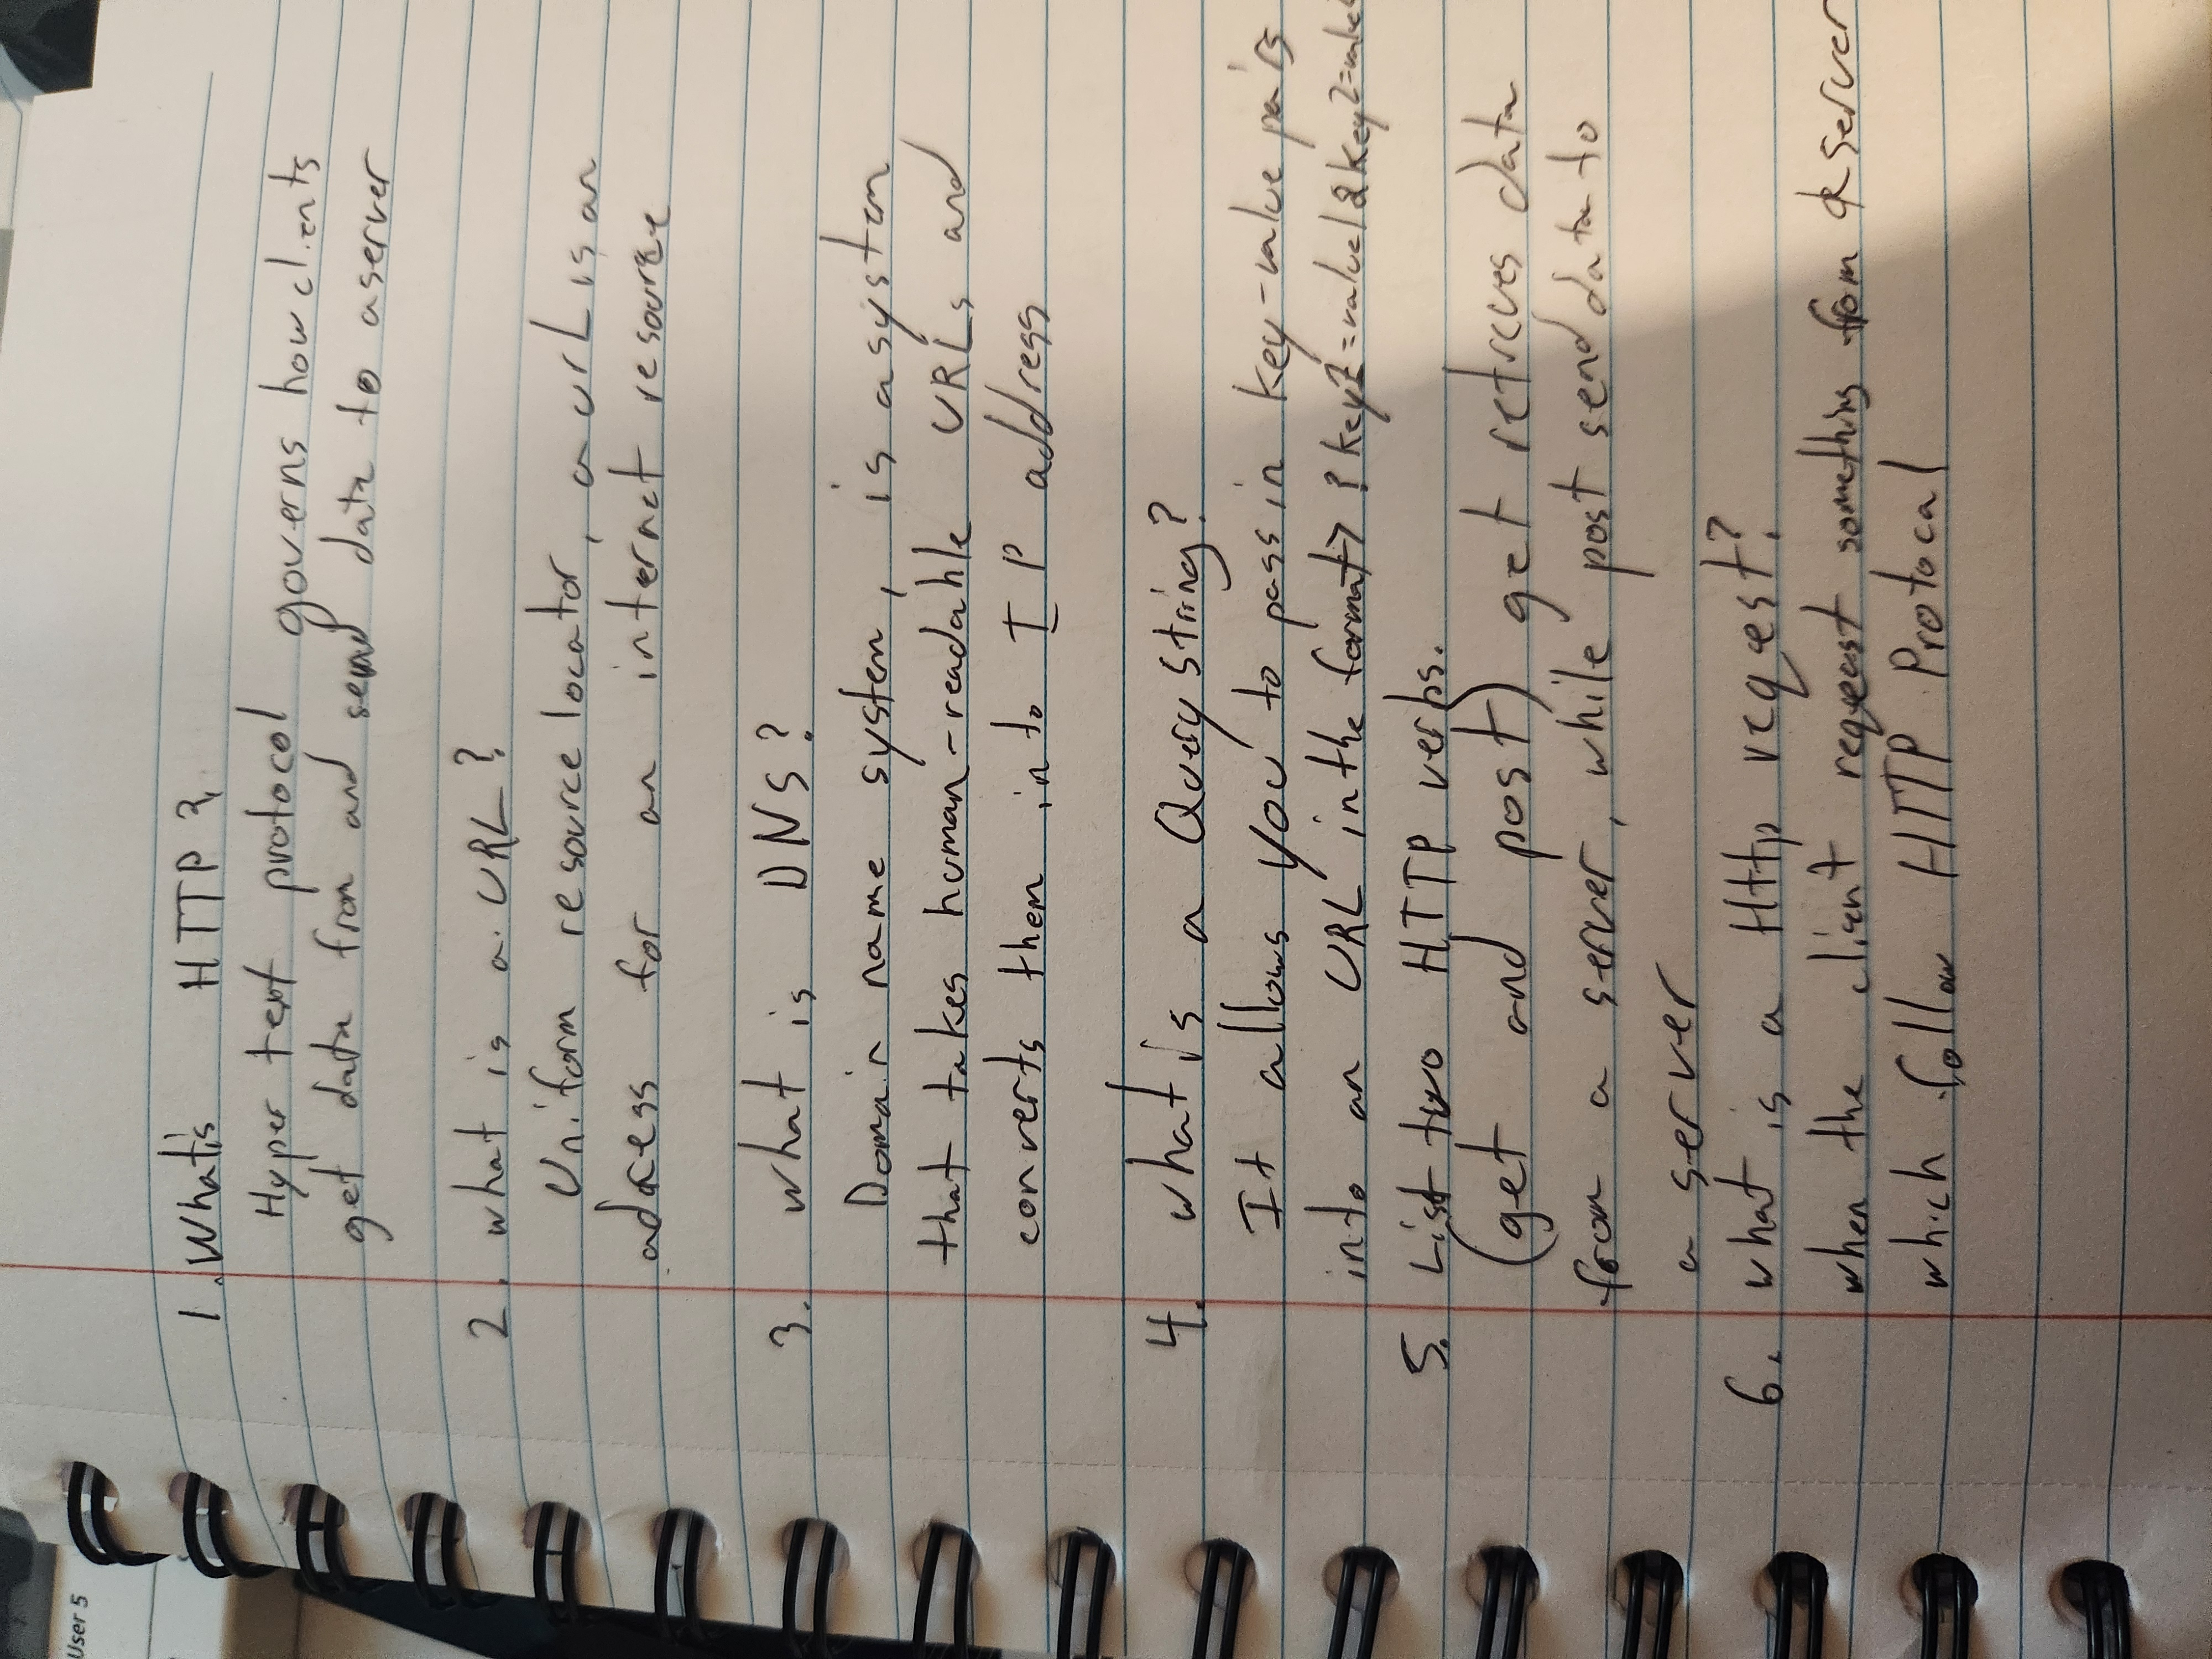 User 5
1. What's HTTP?
Hyper text protocol governs how clients
get data from and send data to a server
2. what is a URL?
Uniform resource locator, a urL is an
address for an internet resource
3. what is DNS?
Domain name system, is a system
that takes human-readable URLs and
converts them into IP address
4. what is a Query String?
It allows you to pass in key-value pairs
into an URL in the format> ?key1=value1&key2=value
5. List two HTTP verbs.
(get and post) get retrieves data
from a server, while post send data to
a server
6. what is a Http request?
when the client request something from a server
which follow HTTP Protocal